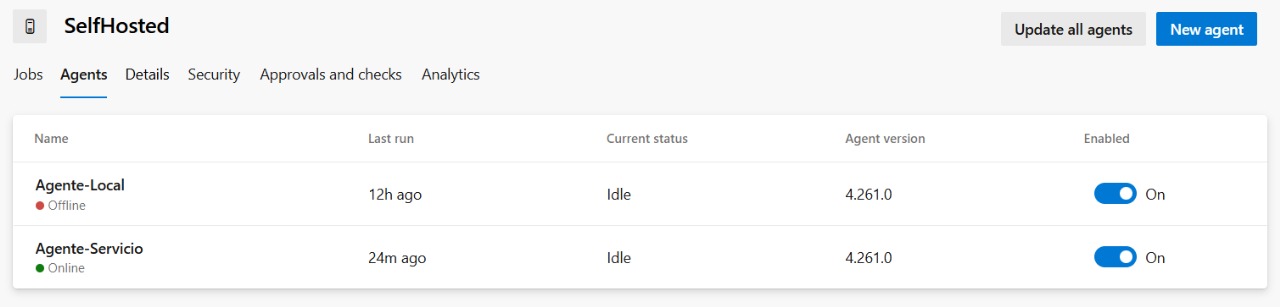 SelfHosted
Update all agents
New agent
Jobs Agents Details Security Approvals and checks Analytics
Name Last run Current status Agent version Enabled
Agente-Local
Offline
12h ago Idle 4.261.0 On
Agente-Servicio
Online
24m ago Idle 4.261.0 On